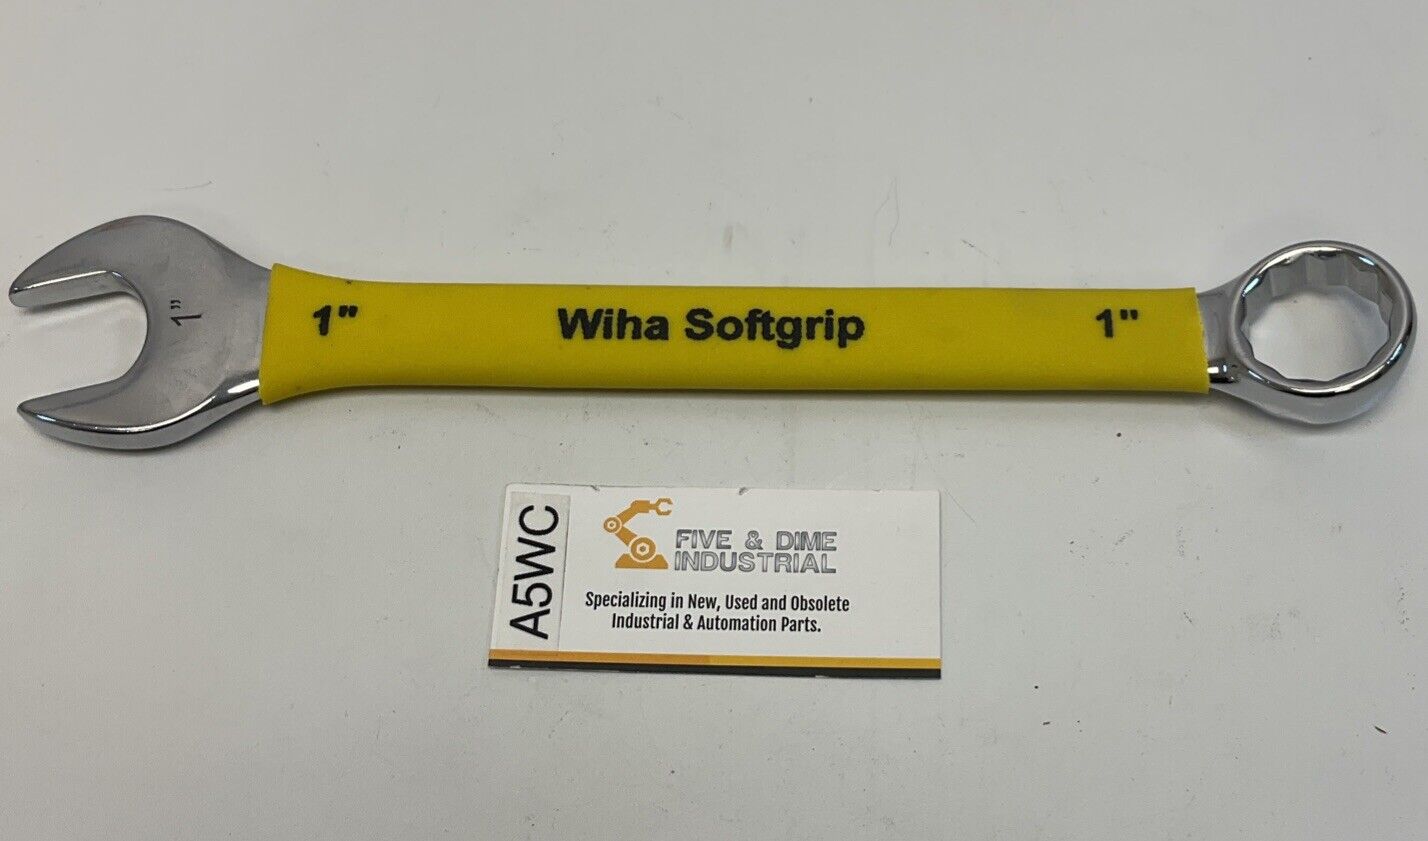 1"
1"
Wiha Softgrip
1"
A5WC
FIVE & DIME
INDUSTRIAL
Specializing in New, Used and Obsolete
Industrial & Automation Parts.